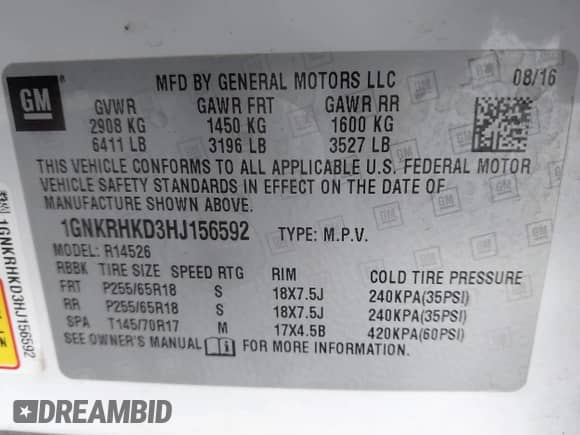 GM
MFD BY GENERAL MOTORS LLC 08/16
GVWR GAWR FRT GAWR RR
2908 KG 1450 KG 1600 KG
6411 LB 3196 LB 3527 LB
THIS VEHICLE CONFORMS TO ALL APPLICABLE U.S. FEDERAL MOTOR
VEHICLE SAFETY STANDARDS IN EFFECT ON THE DATE OF
MANUFACTURE SHOWN ABOVE.
1GNKRHKD3HJ156592 TYPE: M.P.V.
MODEL: R14526
RBBK TIRE SIZE SPEED RTG RIM COLD TIRE PRESSURE
FRT P255/65R18 S 18X7.5J 240KPA(35PSI)
RR P255/65R18 S 18X7.5J 240KPA(35PSI)
SPA T145/70R17 M 17X4.5B 420KPA(60PSI)
SEE OWNER'S MANUAL FOR MORE INFORMATION.
1GNKRHKD3HJ156592
DREAMBID